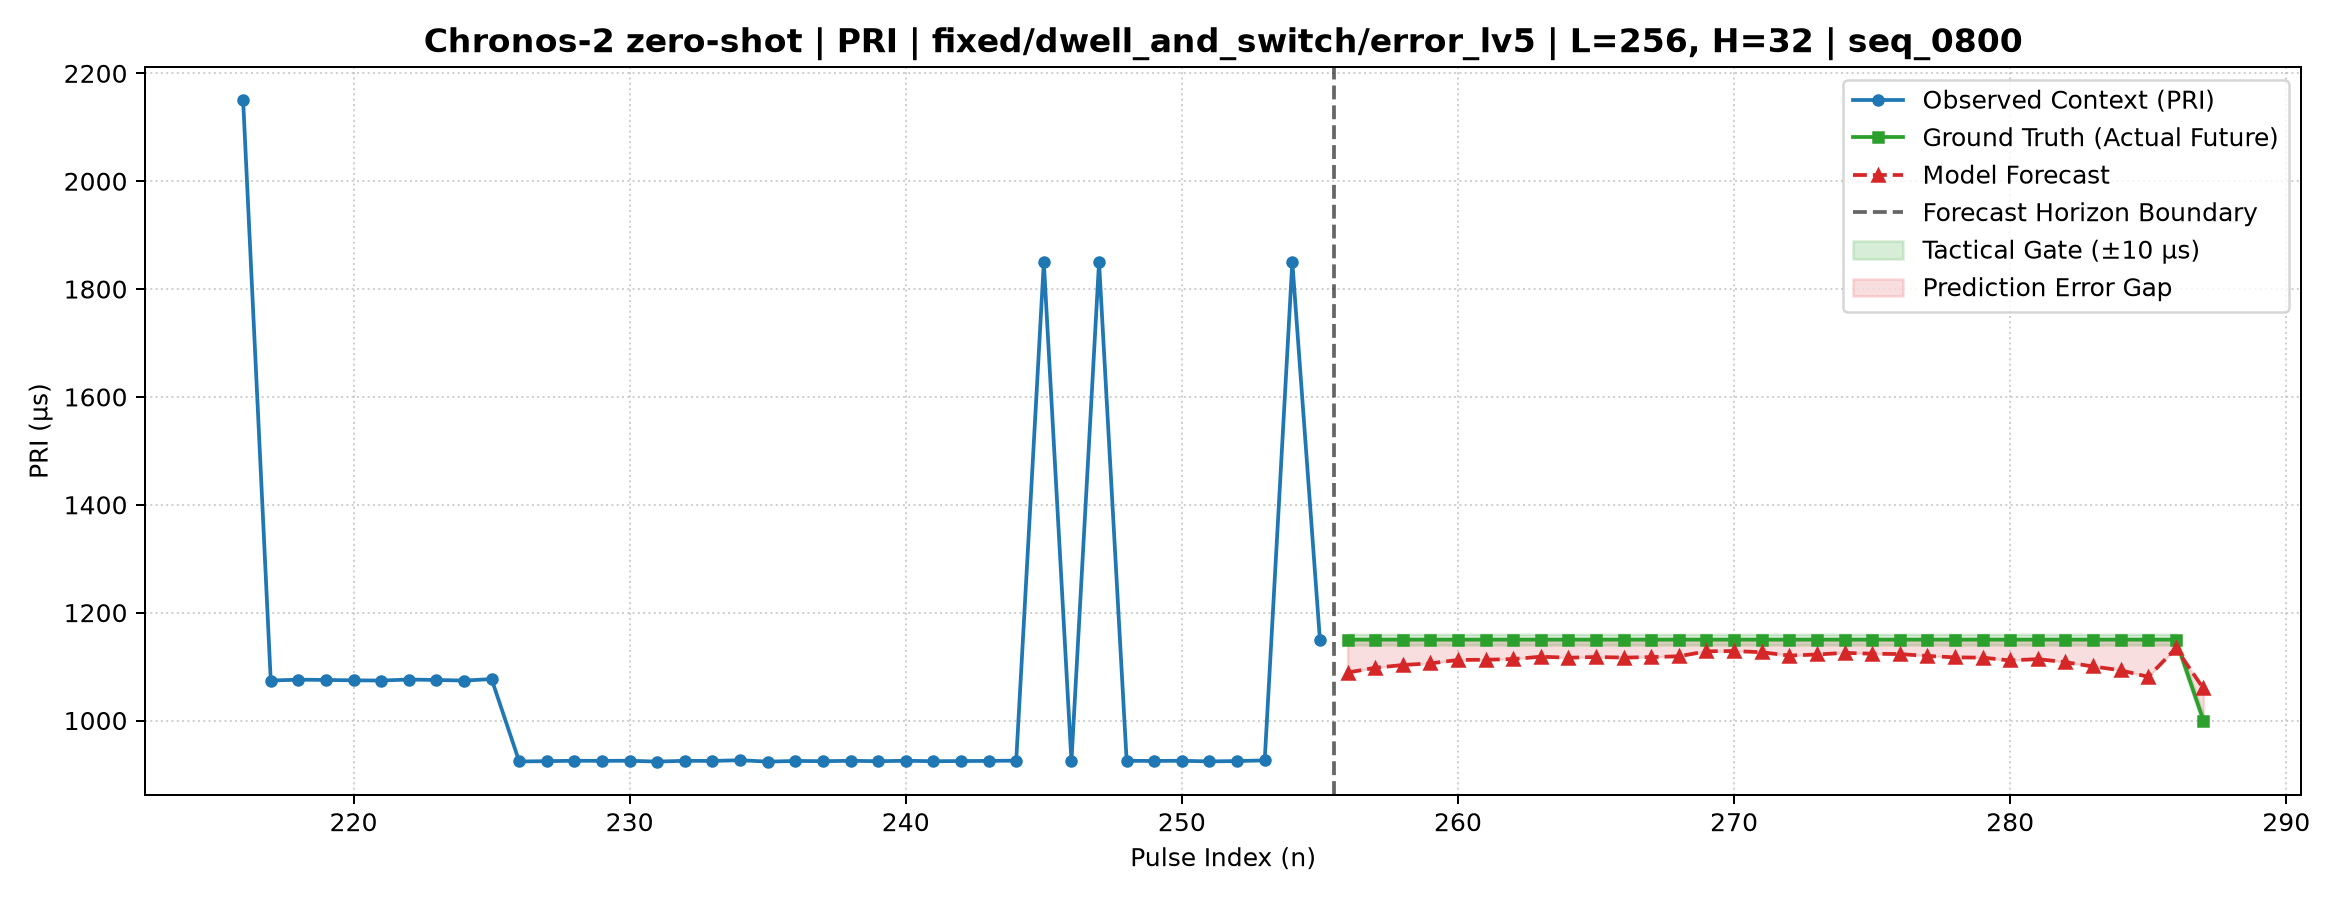 Chronos-2 zero-shot | PRI | fixed/dwell_and_switch/error_lv5 | L=256, H=32 | seq_0800
PRI (µs)
2200
2000
1800
1600
1400
1200
1000
Observed Context (PRI)
Ground Truth (Actual Future)
Model Forecast
Forecast Horizon Boundary
Tactical Gate (±10 µs)
Prediction Error Gap
220
230
240
250
260
270
280
290
Pulse Index (n)